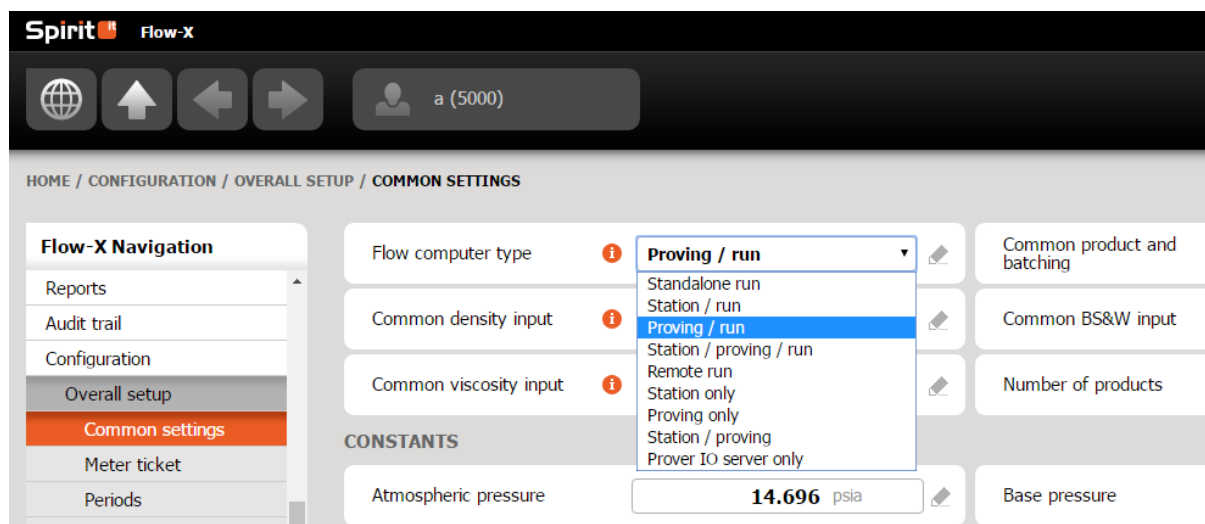 Spirit it Flow-X
a (5000)
HOME / CONFIGURATION / OVERALL SETUP / COMMON SETTINGS
Flow-X Navigation
Reports
Audit trail
Configuration
Overall setup
Common settings
Meter ticket
Periods
Flow computer type i Proving / run
Standalone run
Station / run
Proving / run
Station / proving / run
Remote run
Station only
Proving only
Station / proving
Prover IO server only
Common product and
batching
Common density input i
Common BS&W input
Common viscosity input i
Number of products
CONSTANTS
Atmospheric pressure 14.696 psia
Base pressure